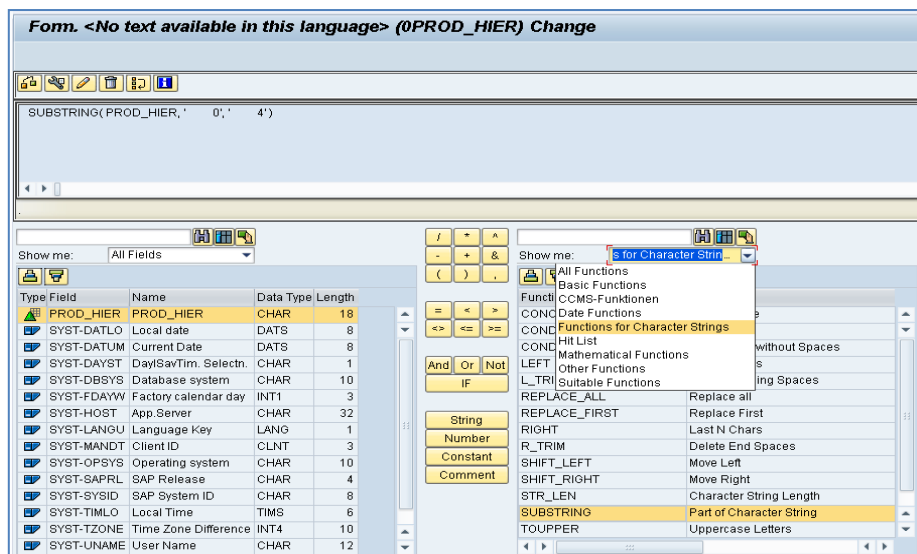 Form. <No text available in this language> (0PROD_HIER) Change
SUBSTRING( PROD_HIER, '      0', '      4')
.
Show me: All Fields
Type Field Name Data Type Length
PROD_HIER PROD_HIER CHAR 18
SYST-DATLO Local date DATS 8
SYST-DATUM Current Date DATS 8
SYST-DAYST DaylSavTim. Selectn. CHAR 1
SYST-DBSYS Database system CHAR 10
SYST-FDAYW Factory calendar day INT1 3
SYST-HOST App.Server CHAR 32
SYST-LANGU Language Key LANG 1
SYST-MANDT Client ID CLNT 3
SYST-OPSYS Operating system CHAR 10
SYST-SAPRL SAP Release CHAR 4
SYST-SYSID SAP System ID CHAR 8
SYST-TIMLO Local Time TIMS 6
SYST-TZONE Time Zone Difference INT4 10
SYST-UNAME User Name CHAR 12
/ * ^
- + &
( ) ,
= < >
<> <= >=
And Or Not
IF
String
Number
Constant
Comment
Show me: s for Character Strin...
All Functions
Basic Functions
CCMS-Funktionen
Date Functions
Functions for Character Strings
Hit List
Mathematical Functions
Other Functions
Suitable Functions
Functi
CONC e
COND
COND without Spaces
LEFT s
L_TRI ing Spaces
REPLACE_ALL Replace all
REPLACE_FIRST Replace First
RIGHT Last N Chars
R_TRIM Delete End Spaces
SHIFT_LEFT Move Left
SHIFT_RIGHT Move Right
STR_LEN Character String Length
SUBSTRING Part of Character String
TOUPPER Uppercase Letters